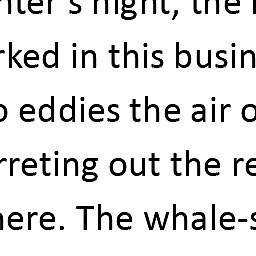 nter's night, the
rked in this busin
o eddies the air o
rreting out the re
here. The whale-s